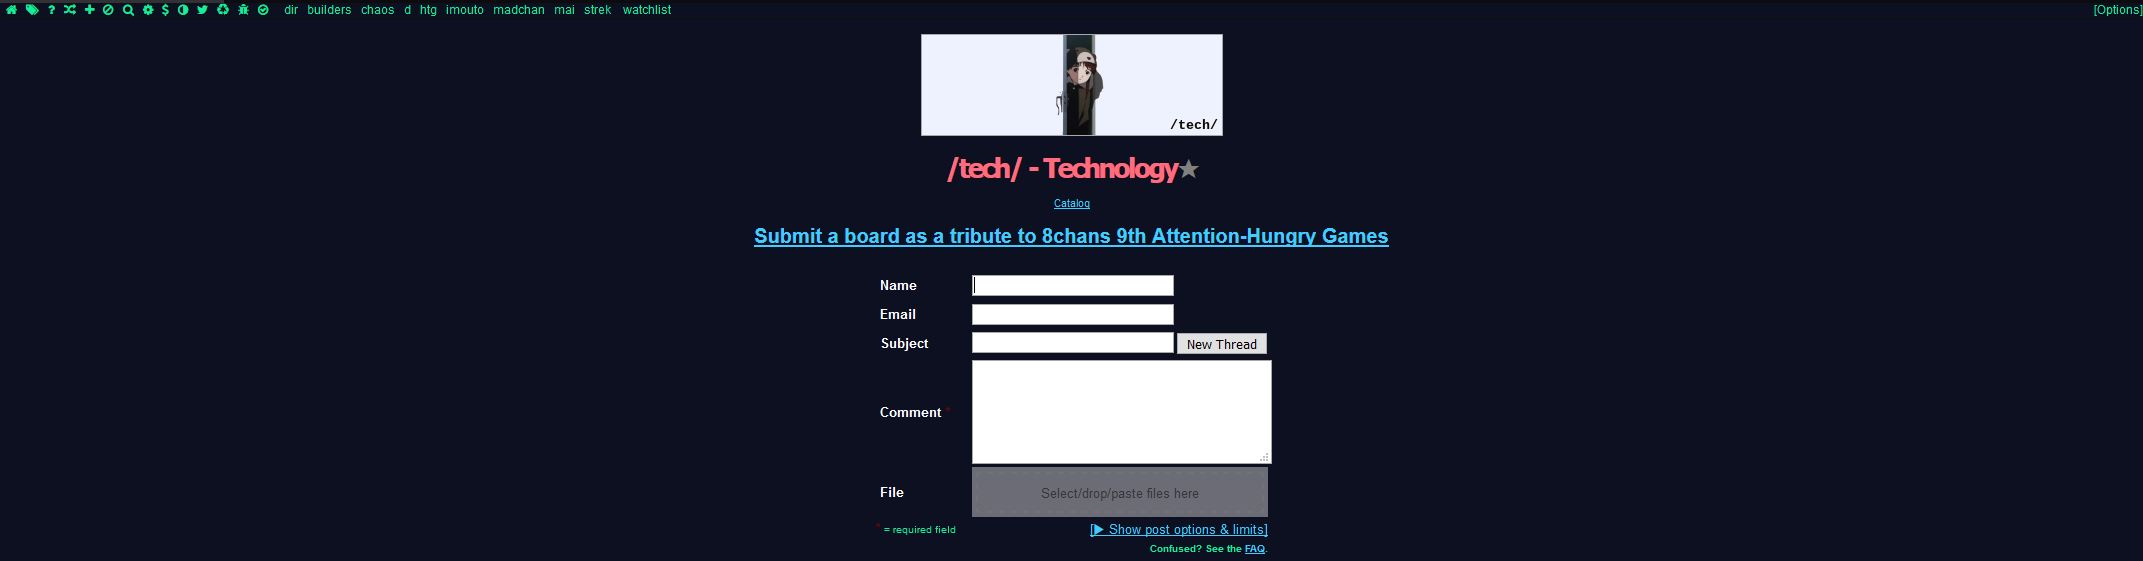 dir builders chaos d htg imouto madchan mai strek watchlist [Options]
/tech/
/tech/ - Technology★
Catalog
Submit a board as a tribute to 8chans 9th Attention-Hungry Games
Name
Email
Subject New Thread
Comment *
File Select/drop/paste files here
* = required field [▶ Show post options & limits]
Confused? See the FAQ.